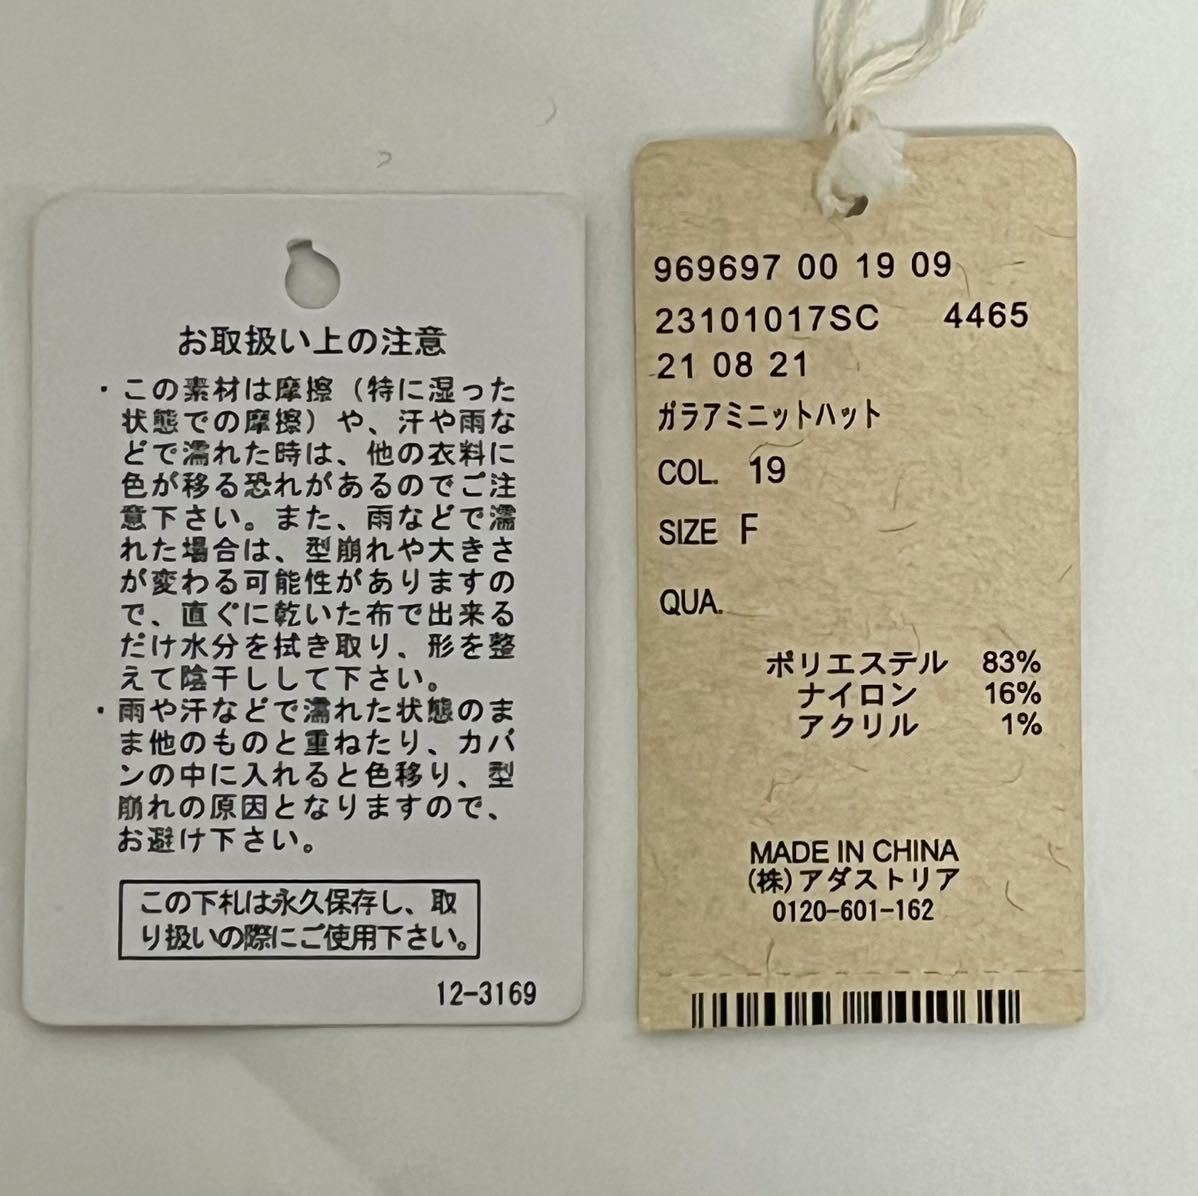 お取扱い上の注意
・この素材は摩擦（特に湿った
状態での摩擦）や、汗や雨な
どで濡れた時は、他の衣料に
色が移る恐れがあるのでご注
意下さい。また、雨などで濡
れた場合は、型崩れや大きさ
が変わる可能性がありますの
で、直ぐに乾いた布で出来る
だけ水分を拭き取り、形を整
えて陰干しして下さい。
・雨や汗などで濡れた状態のま
ま他のものと重ねたり、カバ
ンの中に入れると色移り、型
崩れの原因となりますので、
お避け下さい。
この下札は永久保存し、取
り扱いの際にご使用下さい。
12-3169
969697 00 19 09
23101017SC 4465
21 08 21
ガラアミニットハット
COL. 19
SIZE F
QUA.
ポリエステル 83%
ナイロン 16%
アクリル 1%
MADE IN CHINA
(株)アダストリア
0120-601-162